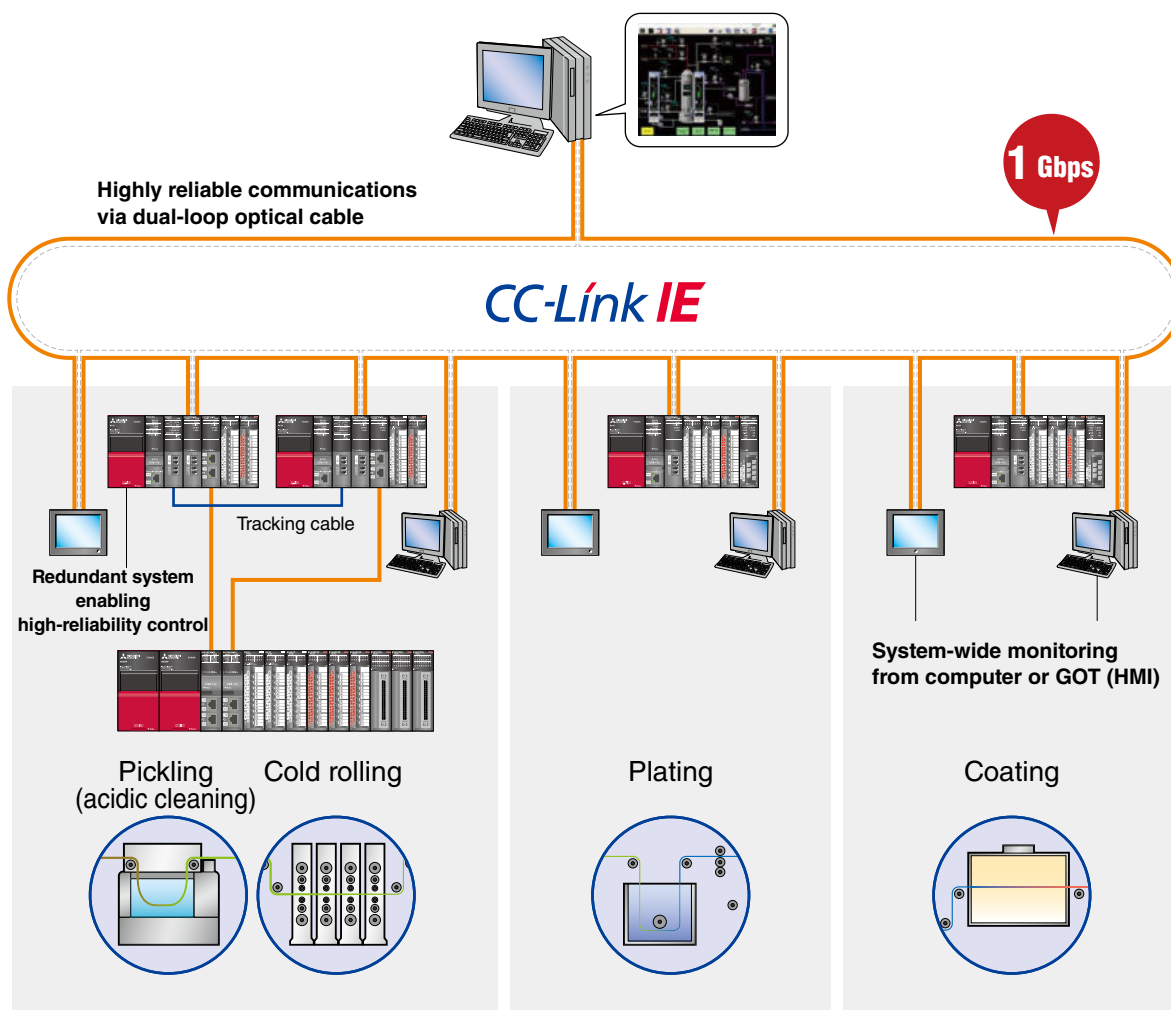 1 Gbps
Highly reliable communications
via dual-loop optical cable
CC-Link IE
Tracking cable
Redundant system
enabling
high-reliability control
System-wide monitoring
from computer or GOT (HMI)
Pickling
(acidic cleaning)
Cold rolling
Plating
Coating